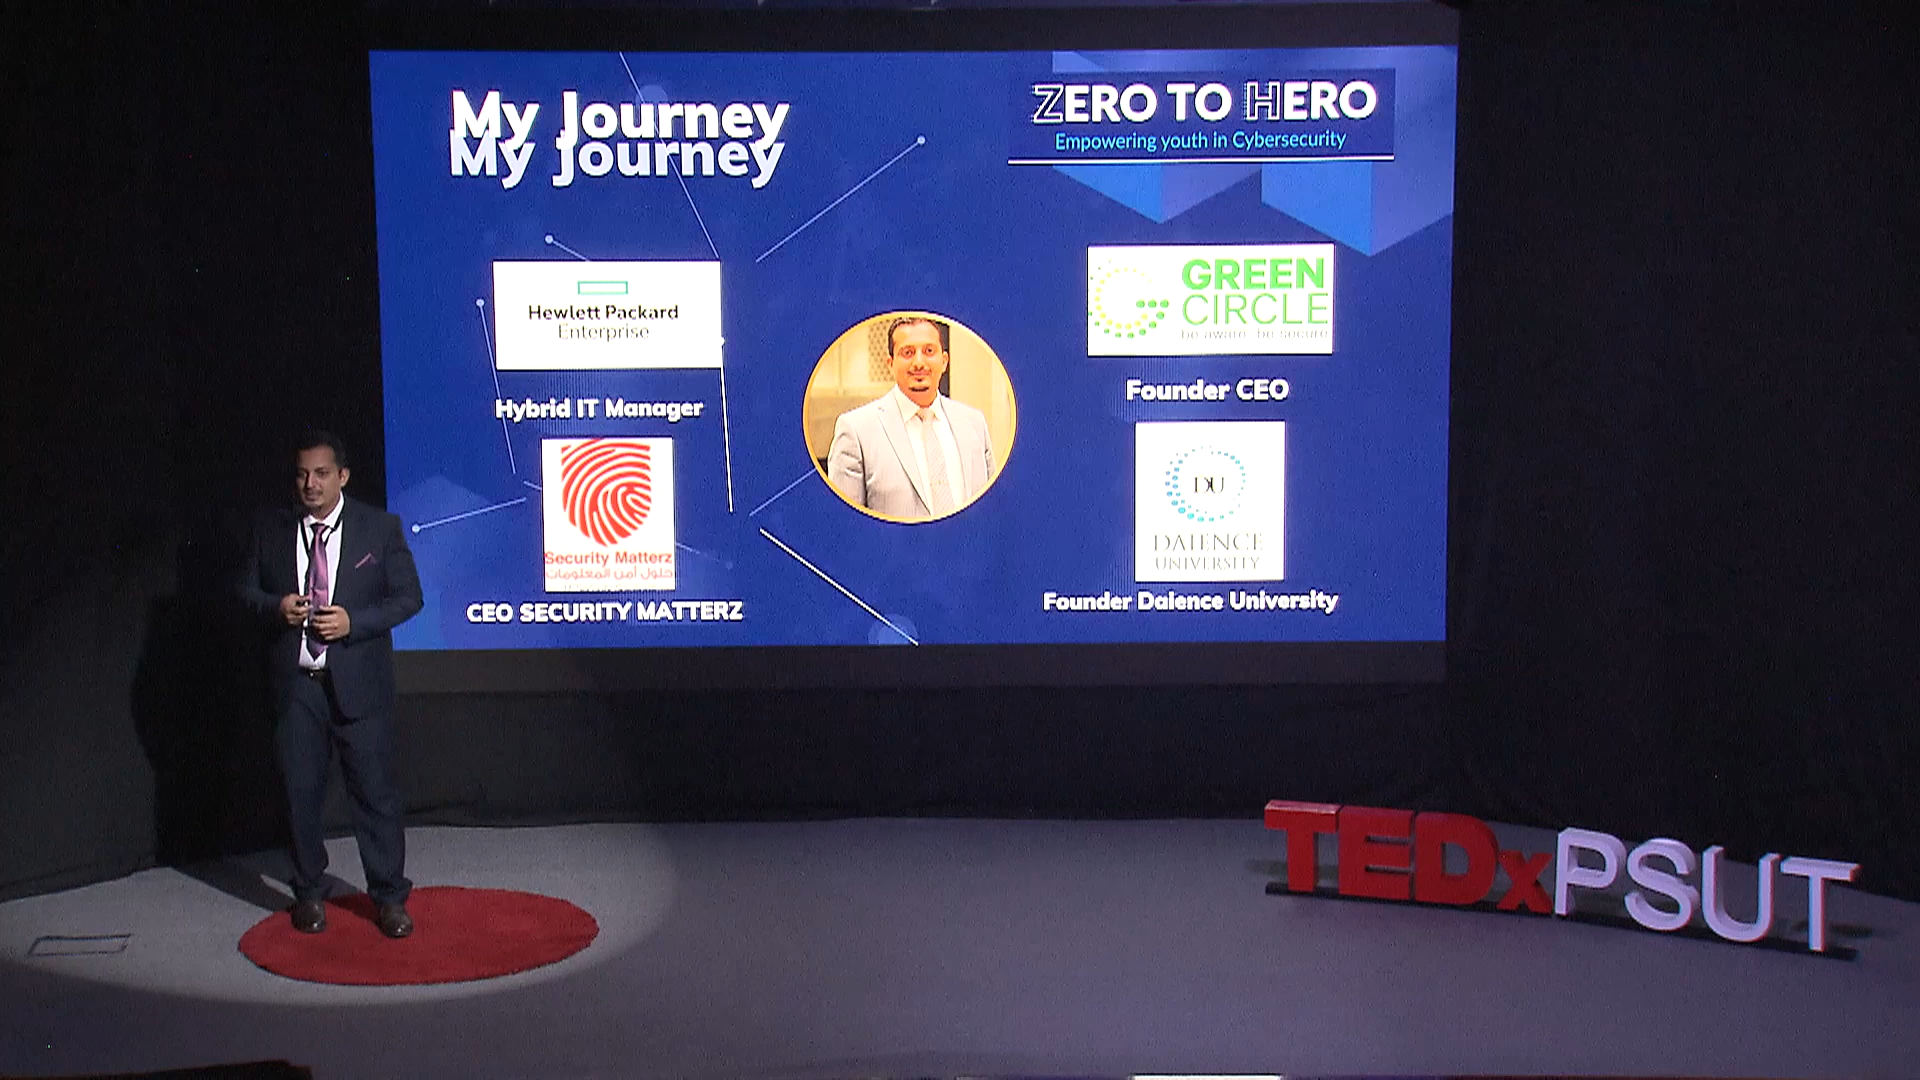 My Journey
My Journey
ZERO TO HERO
Empowering youth in Cybersecurity
Hewlett Packard
Enterprise
Hybrid IT Manager
GREEN
CIRCLE
be aware. be secure
Founder CEO
Security Matterz
حلول أمن المعلومات
CEO SECURITY MATTERZ
DU
DAIENCE
UNIVERSITY
Founder Daience University
TEDxPSUT